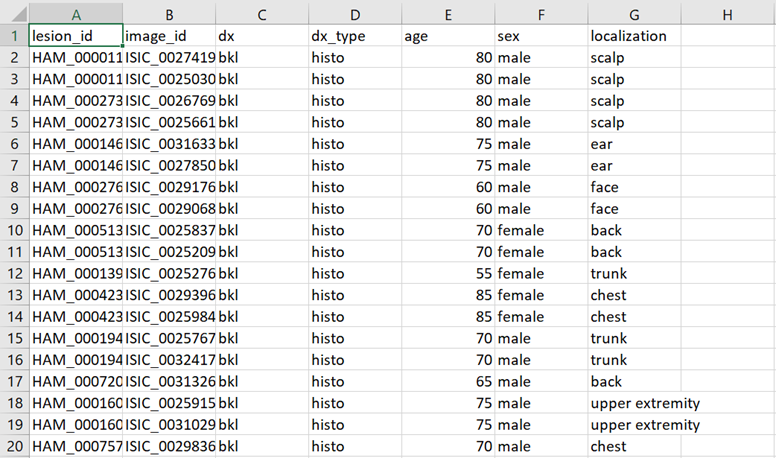 A B C D E F G H
1 lesion_id image_id dx dx_type age sex localization
2 HAM_000011 ISIC_0027419 bkl histo 80 male scalp
3 HAM_000011 ISIC_0025030 bkl histo 80 male scalp
4 HAM_000273 ISIC_0026769 bkl histo 80 male scalp
5 HAM_000273 ISIC_0025661 bkl histo 80 male scalp
6 HAM_000146 ISIC_0031633 bkl histo 75 male ear
7 HAM_000146 ISIC_0027850 bkl histo 75 male ear
8 HAM_000276 ISIC_0029176 bkl histo 60 male face
9 HAM_000276 ISIC_0029068 bkl histo 60 male face
10 HAM_000513 ISIC_0025837 bkl histo 70 female back
11 HAM_000513 ISIC_0025209 bkl histo 70 female back
12 HAM_000139 ISIC_0025276 bkl histo 55 female trunk
13 HAM_000423 ISIC_0029396 bkl histo 85 female chest
14 HAM_000423 ISIC_0025984 bkl histo 85 female chest
15 HAM_000194 ISIC_0025767 bkl histo 70 male trunk
16 HAM_000194 ISIC_0032417 bkl histo 70 male trunk
17 HAM_000720 ISIC_0031326 bkl histo 65 male back
18 HAM_000160 ISIC_0025915 bkl histo 75 male upper extremity
19 HAM_000160 ISIC_0031029 bkl histo 75 male upper extremity
20 HAM_000757 ISIC_0029836 bkl histo 70 male chest